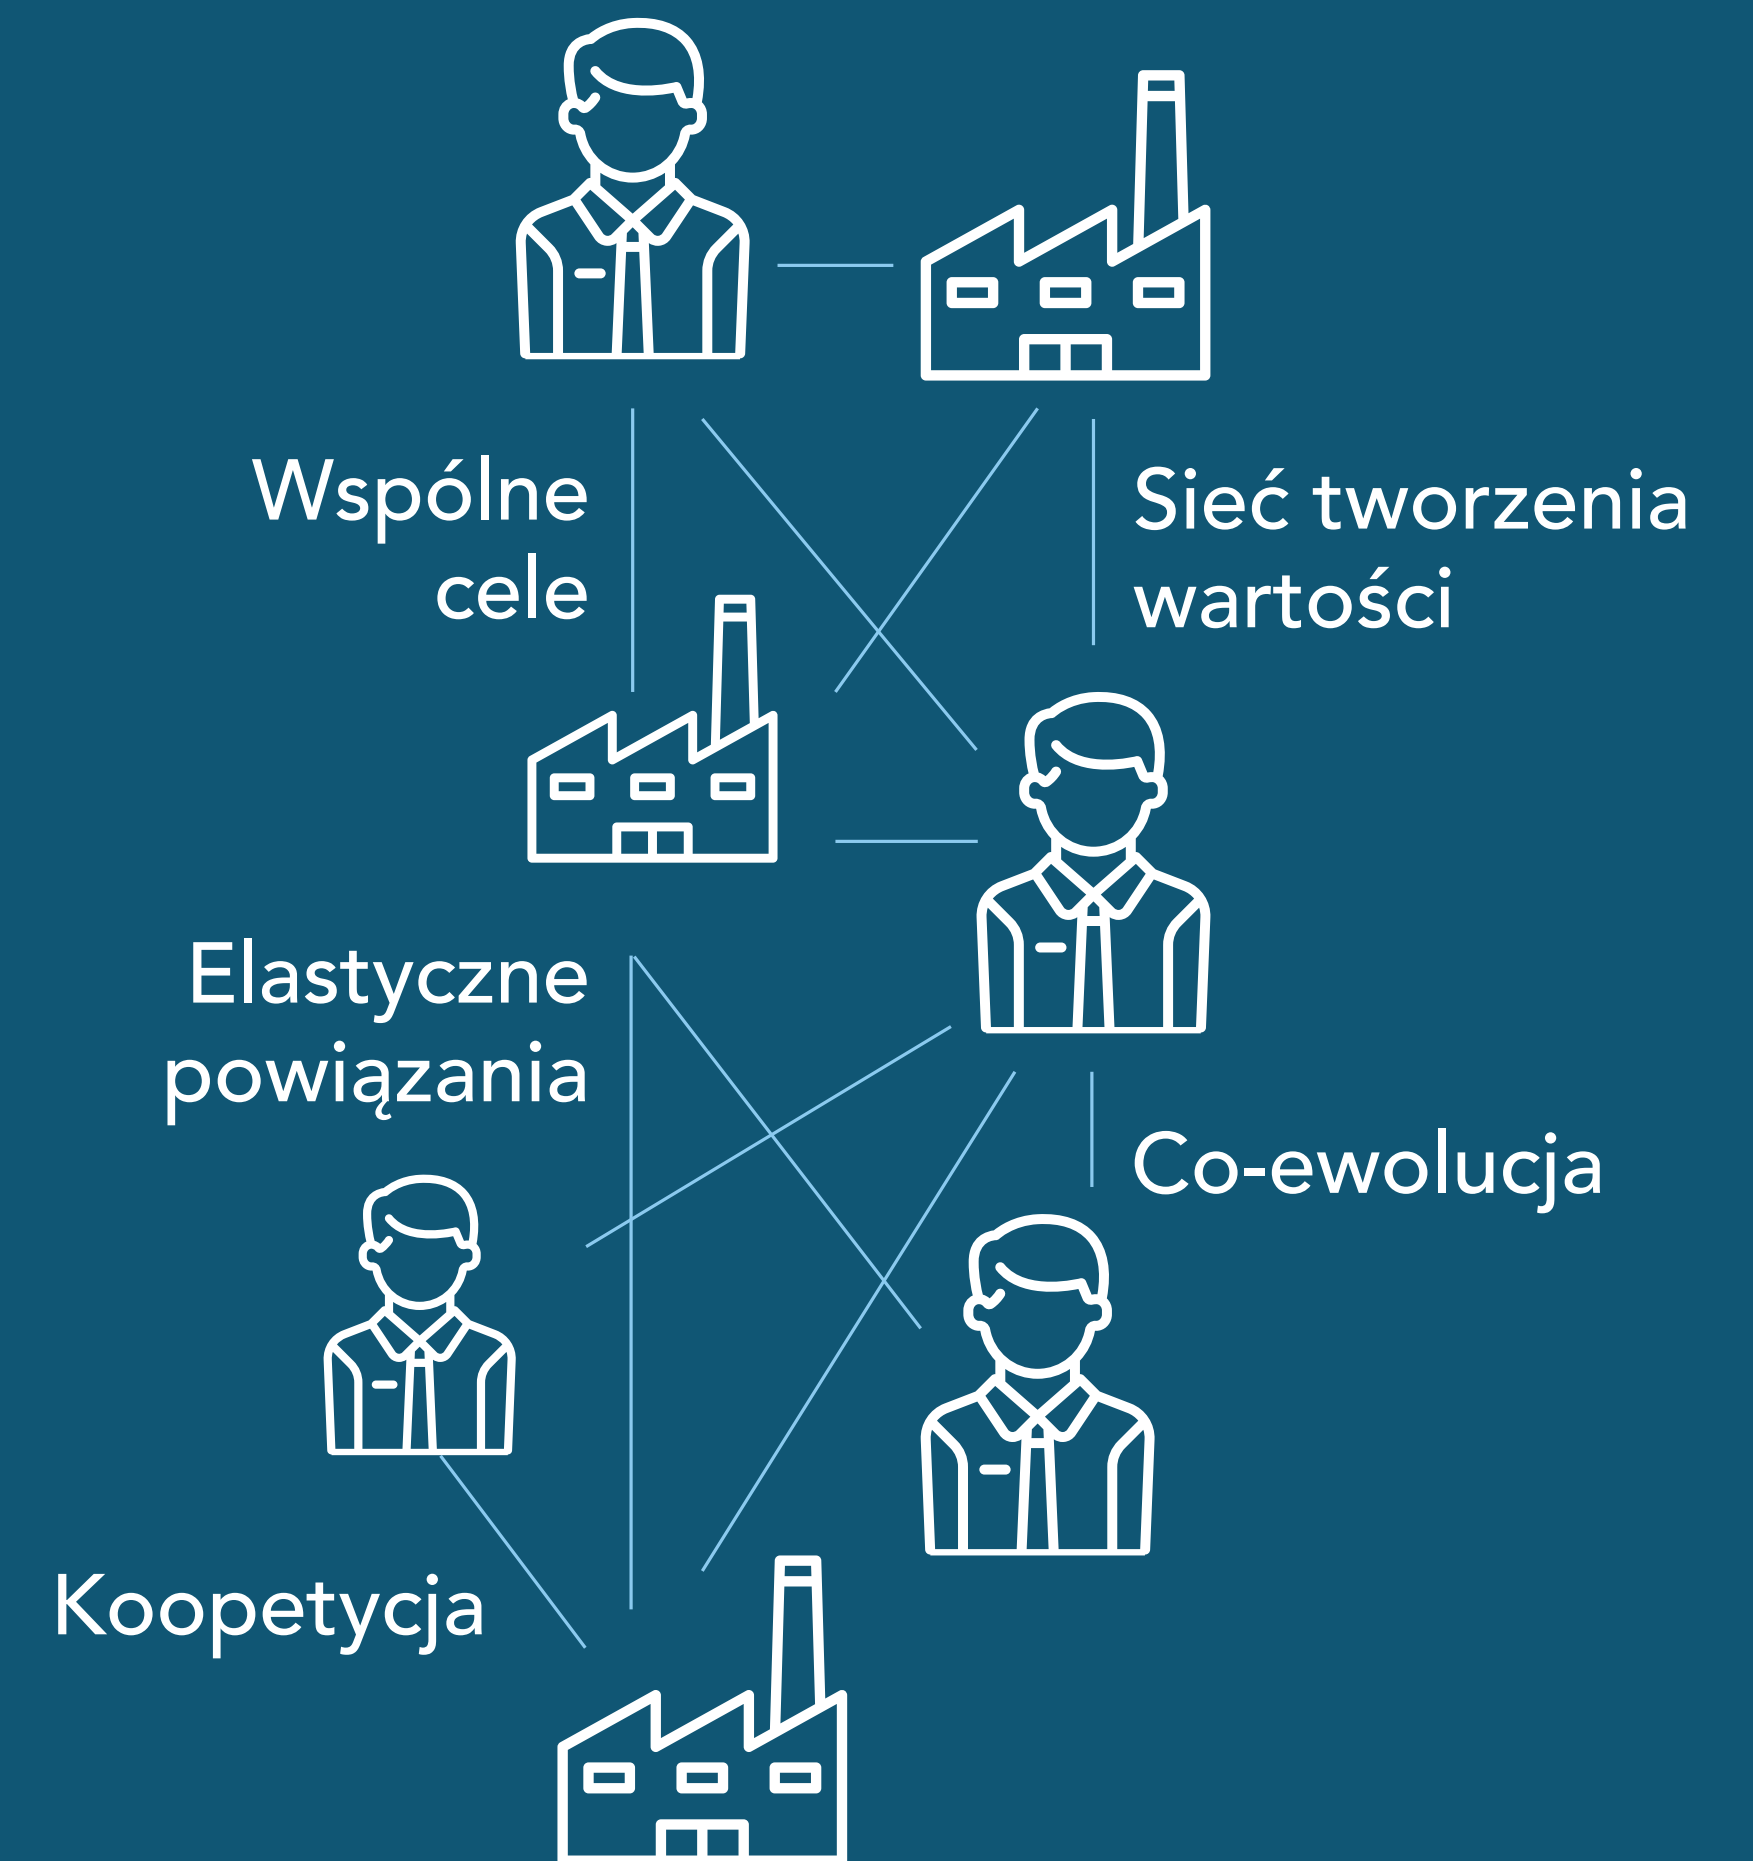 Wspólne
cele
Sieć tworzenia
wartości
Elastyczne
powiązania
Co-ewolucja
Koopetycja